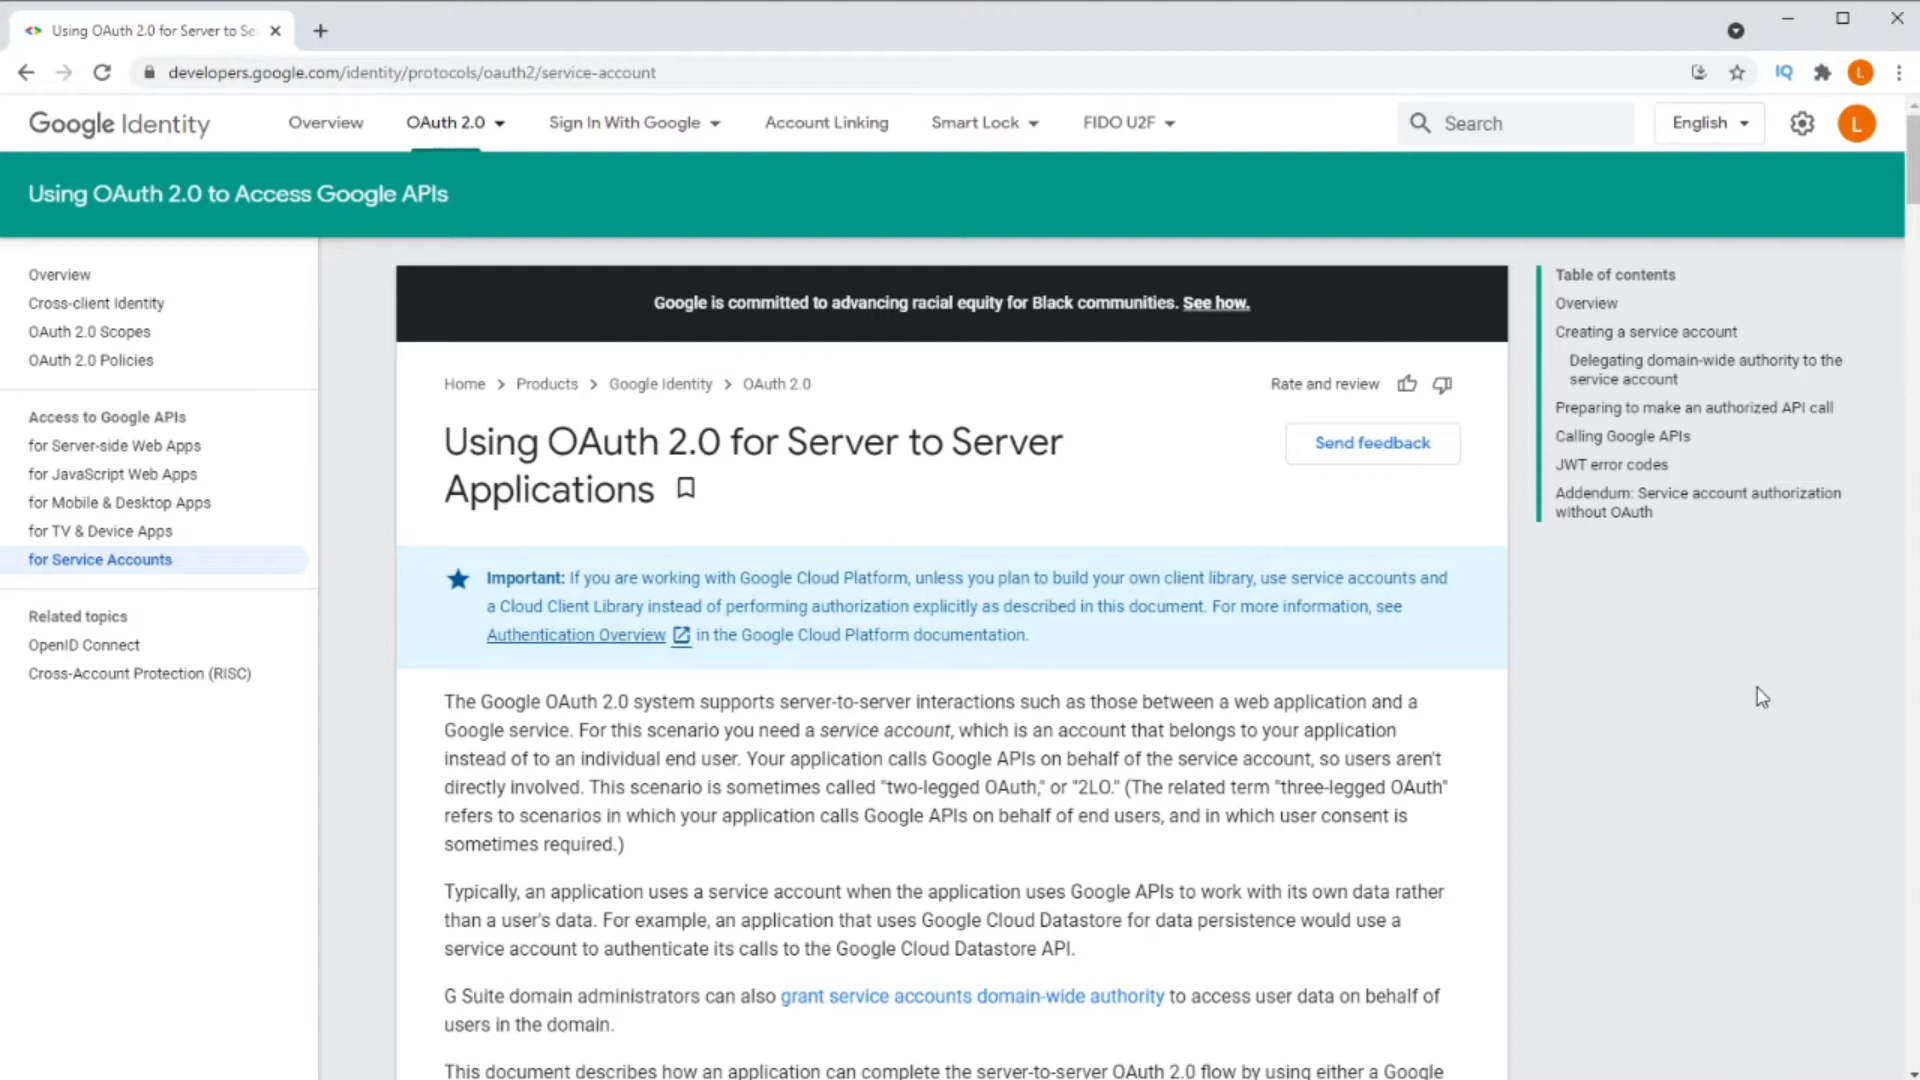 Using OAuth 2.0 for Server to Se
developers.google.com/identity/protocols/oauth2/service-account
IQ
L
Google Identity
Overview
OAuth 2.0
Sign In With Google
Account Linking
Smart Lock
FIDO U2F
Search
English
L
Using OAuth 2.0 to Access Google APIs
Overview
Cross-client Identity
OAuth 2.0 Scopes
OAuth 2.0 Policies
Access to Google APIs
for Server-side Web Apps
for JavaScript Web Apps
for Mobile & Desktop Apps
for TV & Device Apps
for Service Accounts
Related topics
OpenID Connect
Cross-Account Protection (RISC)
Google is committed to advancing racial equity for Black communities. See how.
Home > Products > Google Identity > OAuth 2.0
Rate and review
Using OAuth 2.0 for Server to Server
Applications
Send feedback
Important: If you are working with Google Cloud Platform, unless you plan to build your own client library, use service accounts and
a Cloud Client Library instead of performing authorization explicitly as described in this document. For more information, see
Authentication Overview in the Google Cloud Platform documentation.
The Google OAuth 2.0 system supports server-to-server interactions such as those between a web application and a
Google service. For this scenario you need a service account, which is an account that belongs to your application
instead of to an individual end user. Your application calls Google APIs on behalf of the service account, so users aren't
directly involved. This scenario is sometimes called "two-legged OAuth," or "2LO." (The related term "three-legged OAuth"
refers to scenarios in which your application calls Google APIs on behalf of end users, and in which user consent is
sometimes required.)
Typically, an application uses a service account when the application uses Google APIs to work with its own data rather
than a user's data. For example, an application that uses Google Cloud Datastore for data persistence would use a
service account to authenticate its calls to the Google Cloud Datastore API.
G Suite domain administrators can also grant service accounts domain-wide authority to access user data on behalf of
users in the domain.
This document describes how an application can complete the server-to-server OAuth 2.0 flow by using either a Google
Table of contents
Overview
Creating a service account
Delegating domain-wide authority to the
service account
Preparing to make an authorized API call
Calling Google APIs
JWT error codes
Addendum: Service account authorization
without OAuth